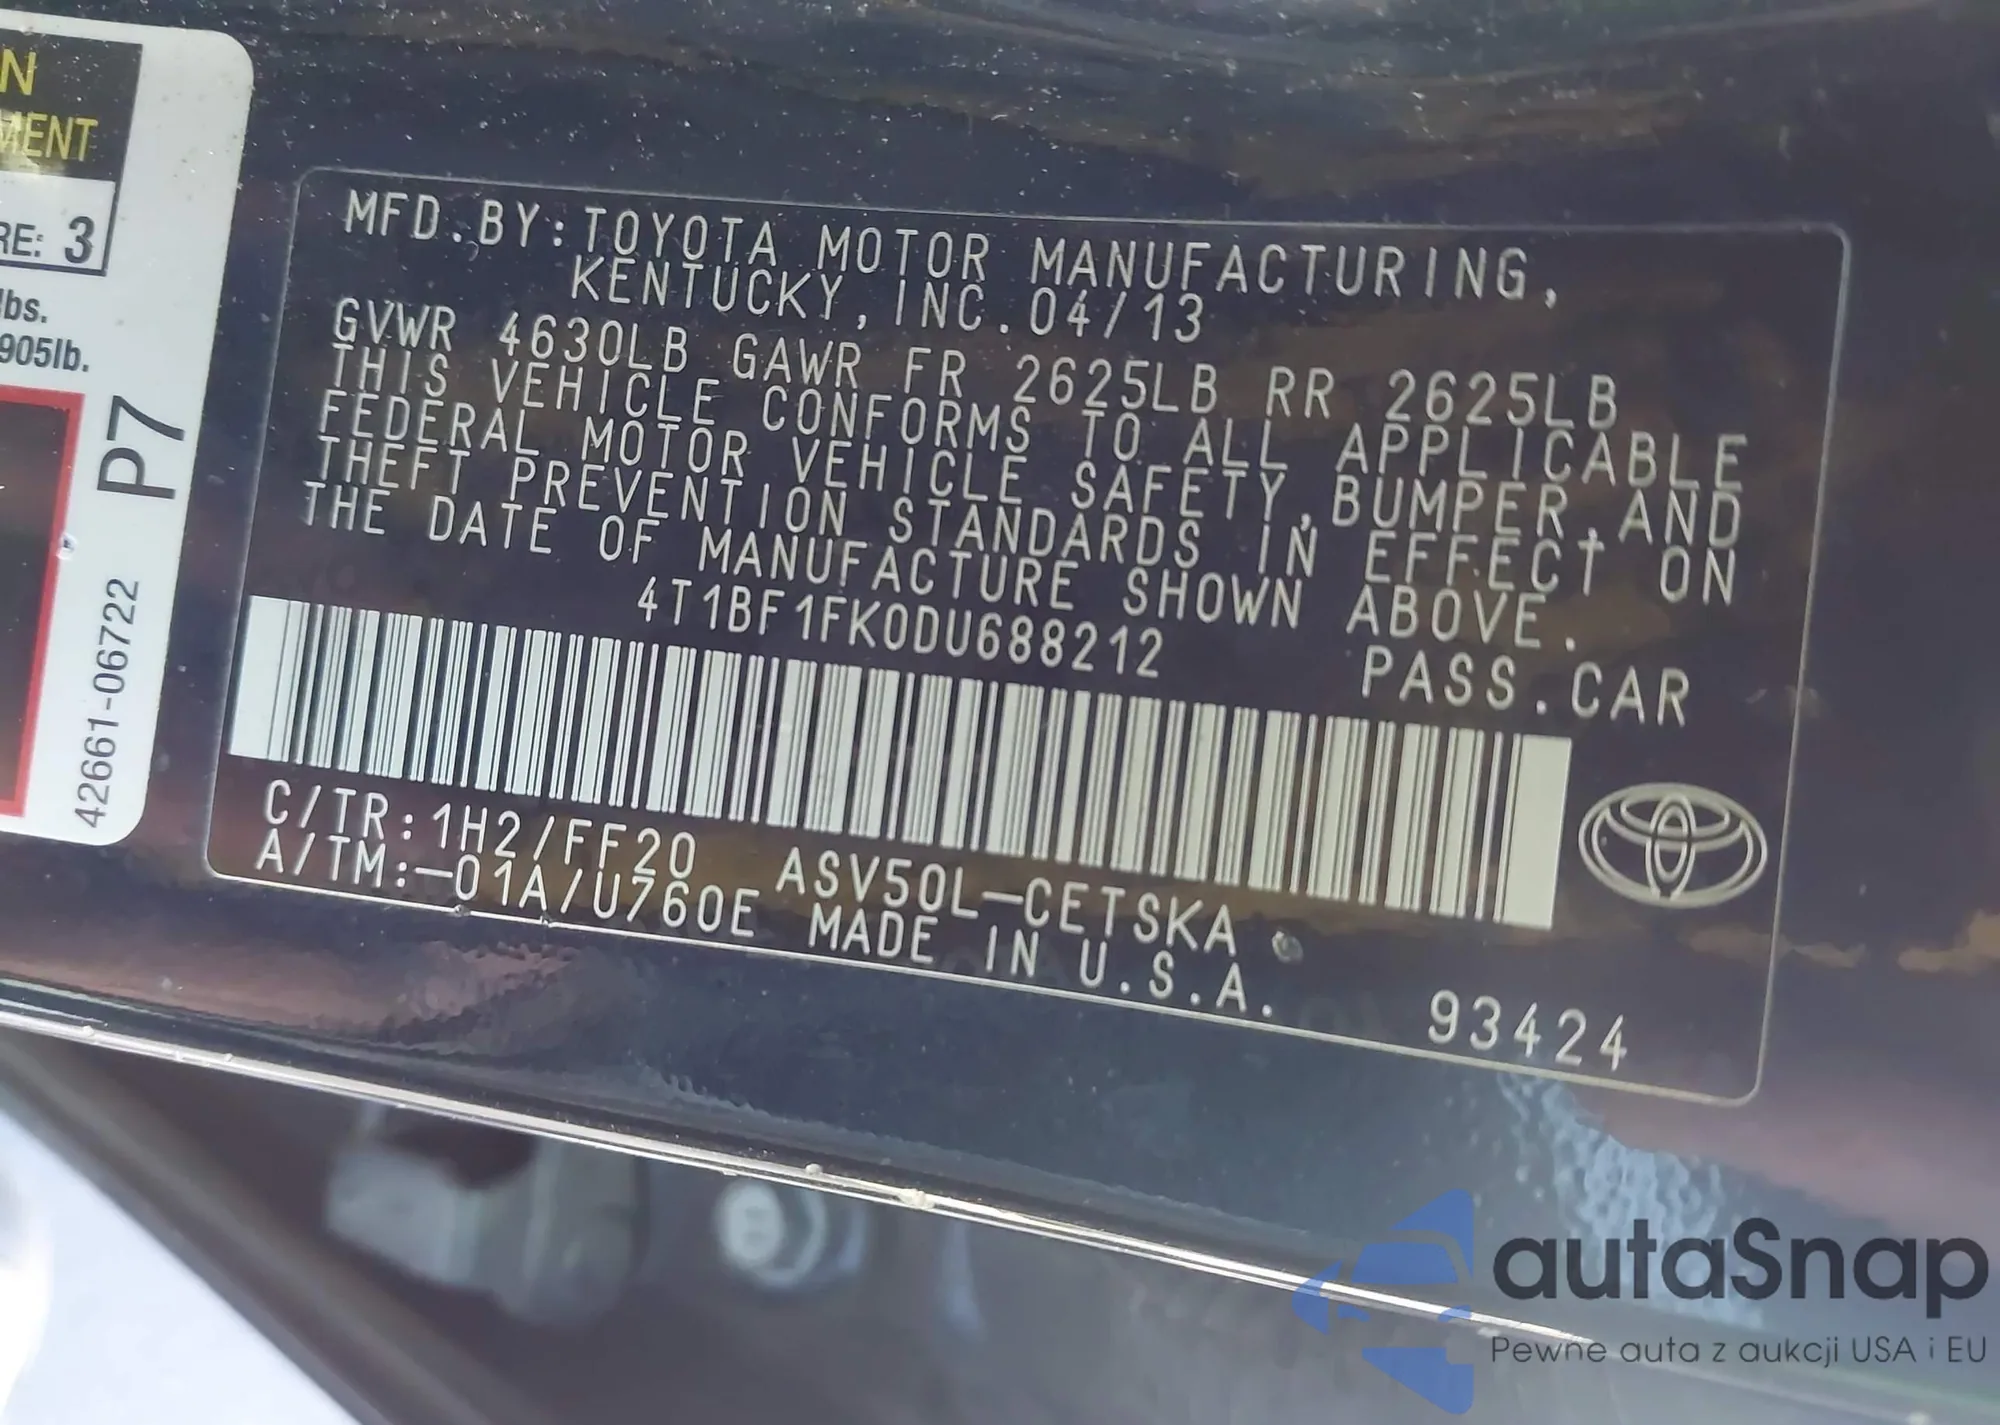 N
MENT
RE: 3
lbs.
905lb.
P7
42661-06722
MFD.BY:TOYOTA MOTOR MANUFACTURING,
KENTUCKY,INC.04/13
GVWR 4630LB GAWR FR 2625LB RR 2625LB
THIS VEHICLE CONFORMS TO ALL APPLICABLE
FEDERAL MOTOR VEHICLE SAFETY,BUMPER,AND
THEFT PREVENTION STANDARDS IN EFFECT ON
THE DATE OF MANUFACTURE SHOWN ABOVE.
4T1BF1FK0DU688212 PASS.CAR
C/TR:1H2/FF20 ASV50L-CETSKA
A/TM:-01A/U760E MADE IN U.S.A.
93424
autaSnap
Pewne auta z aukcji USA i EU